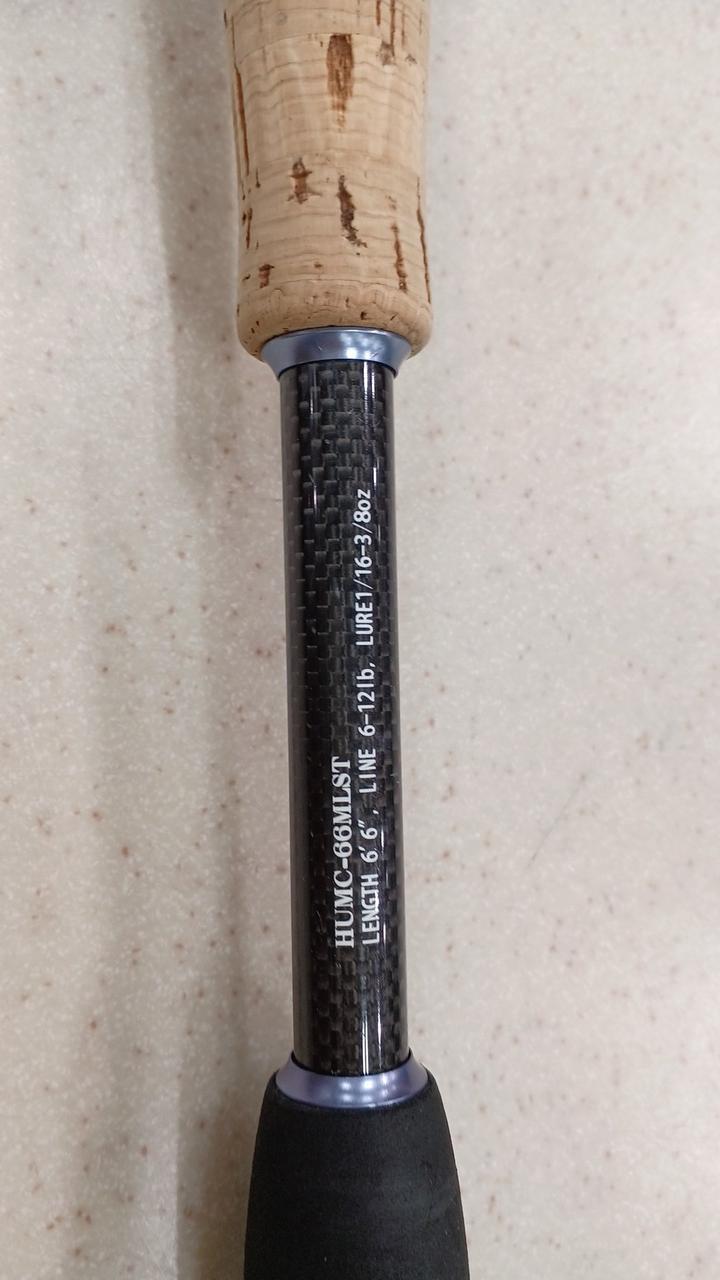 HUMC-66MLST
LENGTH 6′6″, LINE 6-12lb, LURE1/16-3/8oz